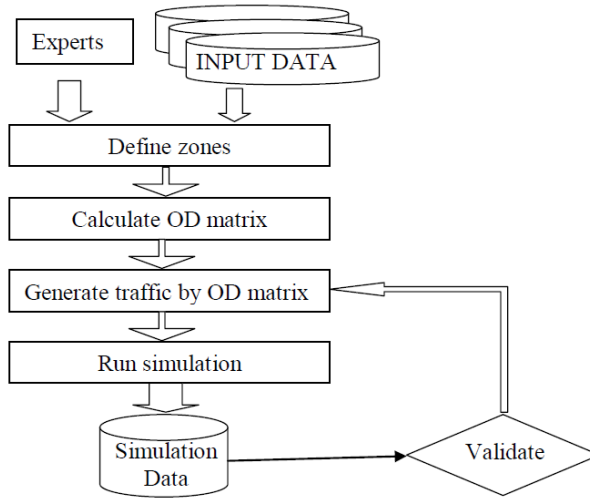 Experts
INPUT DATA
Define zones
Calculate OD matrix
Generate traffic by OD matrix
Run simulation
Simulation
Data
Validate